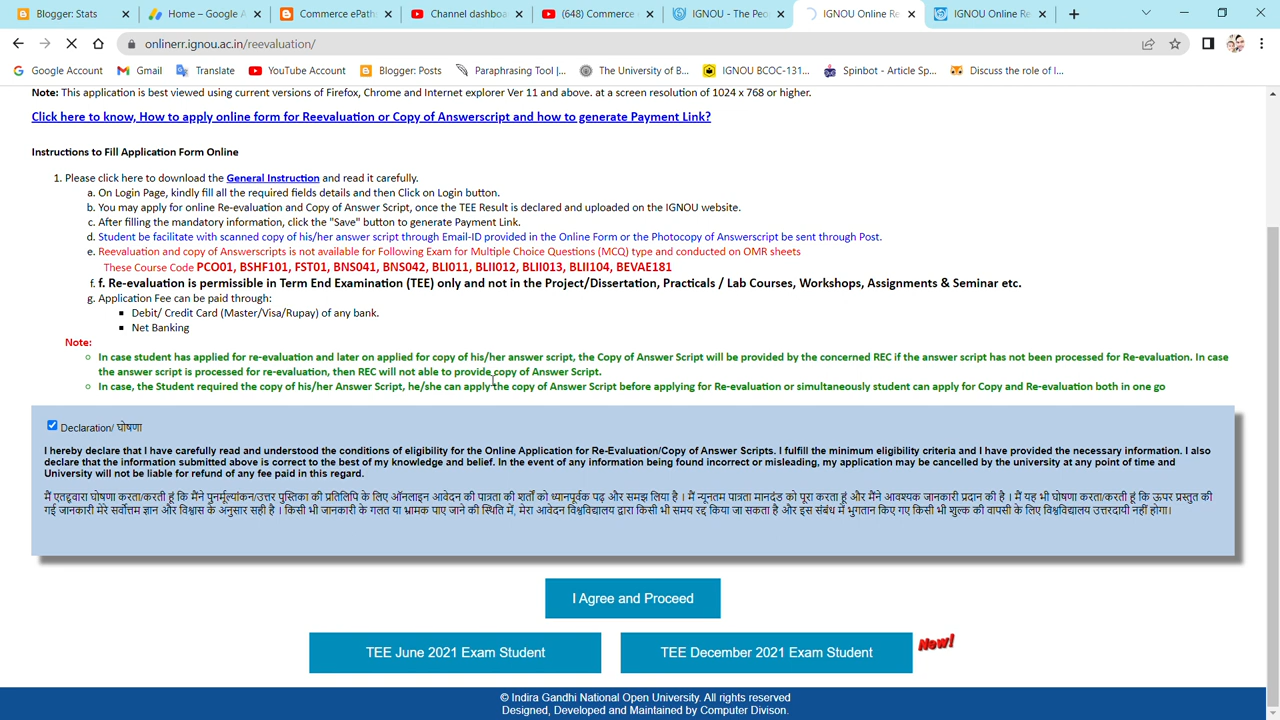 Blogger: Stats
Home – Google A
Commerce ePath
Channel dashboa
(648) Commerce
IGNOU - The Peo
IGNOU Online Re
IGNOU Online Re
onlinerr.ignou.ac.in/reevaluation/
Google Account
Gmail
Translate
YouTube Account
Blogger: Posts
Paraphrasing Tool |...
The University of B...
IGNOU BCOC-131...
Spinbot - Article Sp...
Discuss the role of I...
Note: This application is best viewed using current versions of Firefox, Chrome and Internet explorer Ver 11 and above. at a screen resolution of 1024 x 768 or higher.
Click here to know, How to apply online form for Reevaluation or Copy of Answerscript and how to generate Payment Link?
Instructions to Fill Application Form Online
1. Please click here to download the General Instruction and read it carefully.
a. On Login Page, kindly fill all the required fields details and then Click on Login button.
b. You may apply for online Re-evaluation and Copy of Answer Script, once the TEE Result is declared and uploaded on the IGNOU website.
c. After filling the mandatory information, click the "Save" button to generate Payment Link.
d. Student be facilitate with scanned copy of his/her answer script through Email-ID provided in the Online Form or the Photocopy of Answerscript be sent through Post.
e. Reevaluation and copy of Answerscripts is not available for Following Exam for Multiple Choice Questions (MCQ) type and conducted on OMR sheets
These Course Code PCO01, BSHF101, FST01, BNS041, BNS042, BLI011, BLII012, BLII013, BLII104, BEVAE181
f. f. Re-evaluation is permissible in Term End Examination (TEE) only and not in the Project/Dissertation, Practicals / Lab Courses, Workshops, Assignments & Seminar etc.
g. Application Fee can be paid through:
Debit/ Credit Card (Master/Visa/Rupay) of any bank.
Net Banking
Note:
In case student has applied for re-evaluation and later on applied for copy of his/her answer script, the Copy of Answer Script will be provided by the concerned REC if the answer script has not been processed for Re-evaluation. In case
the answer script is processed for re-evaluation, then REC will not able to provide copy of Answer Script.
In case, the Student required the copy of his/her Answer Script, he/she can apply the copy of Answer Script before applying for Re-evaluation or simultaneously student can apply for Copy and Re-evaluation both in one go
Declaration/ घोषणा
I hereby declare that I have carefully read and understood the conditions of eligibility for the Online Application for Re-Evaluation/Copy of Answer Scripts. I fulfill the minimum eligibility criteria and I have provided the necessary information. I also
declare that the information submitted above is correct to the best of my knowledge and belief. In the event of any information being found incorrect or misleading, my application may be cancelled by the university at any point of time and
University will not be liable for refund of any fee paid in this regard.
मैं एतद्द्वारा घोषणा करता/करती हूं कि मैंने पुनर्मूल्यांकन/उत्तर पुस्तिका की प्रतिलिपि के लिए ऑनलाइन आवेदन की पात्रता की शर्तों को ध्यानपूर्वक पढ़ और समझ लिया है । मैं न्यूनतम पात्रता मानदंड को पूरा करता हूं और मैंने आवश्यक जानकारी प्रदान की है । मैं यह भी घोषणा करता/करती हूं कि ऊपर प्रस्तुत की
गई जानकारी मेरे सर्वोत्तम ज्ञान और विश्वास के अनुसार सही है । किसी भी जानकारी के गलत या भ्रामक पाए जाने की स्थिति में, मेरा आवेदन विश्वविद्यालय द्वारा किसी भी समय रद्द किया जा सकता है और इस संबंध में भुगतान किए गए किसी भी शुल्क की वापसी के लिए विश्वविद्यालय उत्तरदायी नहीं होगा।
I Agree and Proceed
TEE June 2021 Exam Student
TEE December 2021 Exam Student
New!
© Indira Gandhi National Open University. All rights reserved
Designed, Developed and Maintained by Computer Divison.